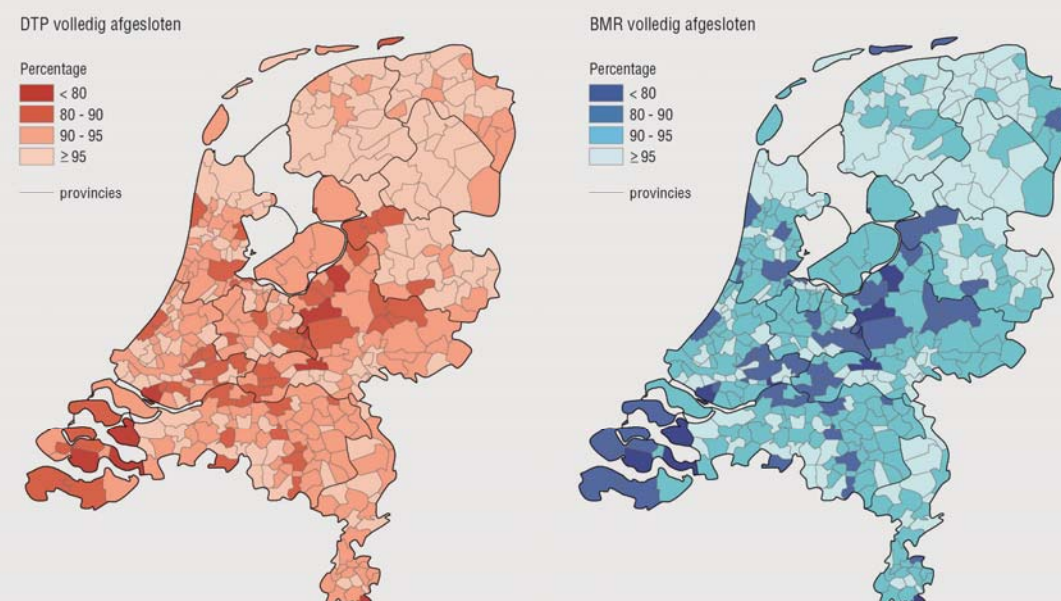 DTP volledig afgesloten
Percentage
< 80
80 - 90
90 - 95
≥ 95
provincies
BMR volledig afgesloten
Percentage
< 80
80 - 90
90 - 95
≥ 95
provincies